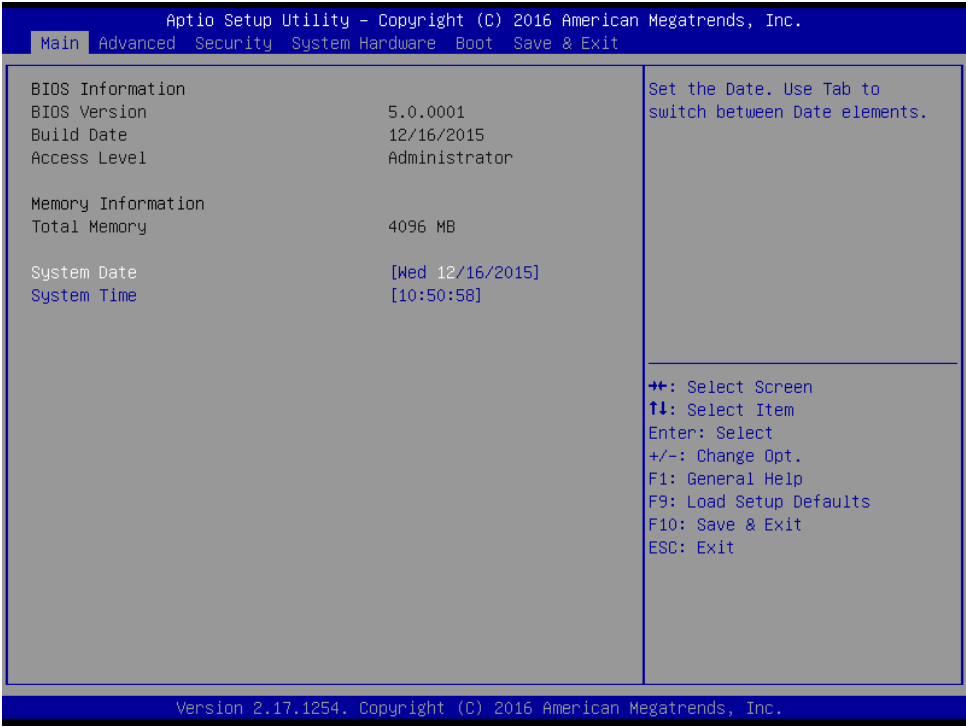 Aptio Setup Utility – Copyright (C) 2016 American Megatrends, Inc.
Main Advanced Security System Hardware Boot Save & Exit
BIOS Information
BIOS Version 5.0.0001
Build Date 12/16/2015
Access Level Administrator
Memory Information
Total Memory 4096 MB
System Date [Wed 12/16/2015]
System Time [10:50:58]
Set the Date. Use Tab to
switch between Date elements.
→←: Select Screen
↑↓: Select Item
Enter: Select
+/-: Change Opt.
F1: General Help
F9: Load Setup Defaults
F10: Save & Exit
ESC: Exit
Version 2.17.1254. Copyright (C) 2016 American Megatrends, Inc.